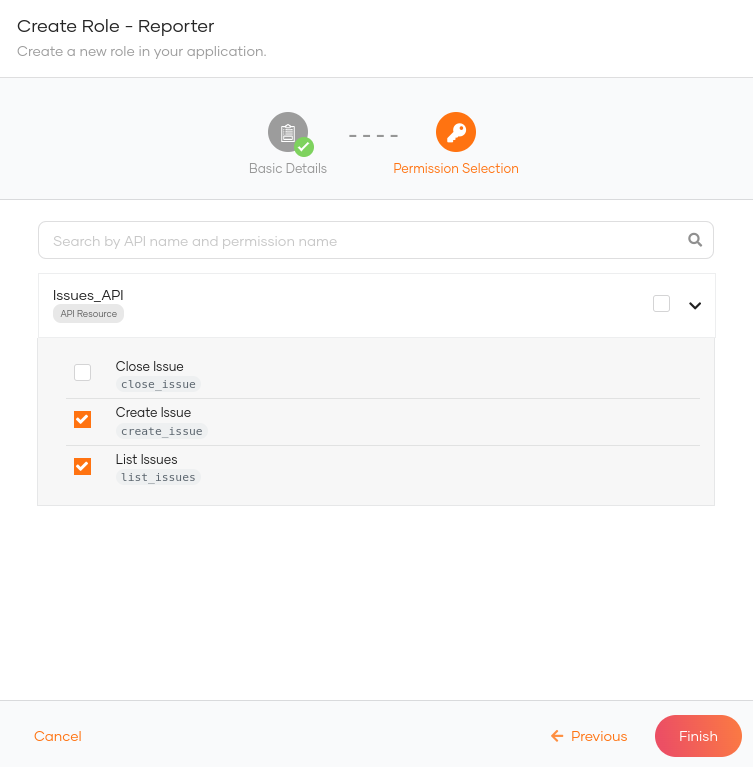 Create Role - Reporter
Create a new role in your application.
Basic Details
Permission Selection
Search by API name and permission name
Issues_API
API Resource
Close Issue
close_issue
Create Issue
create_issue
List Issues
list_issues
Cancel
Previous
Finish